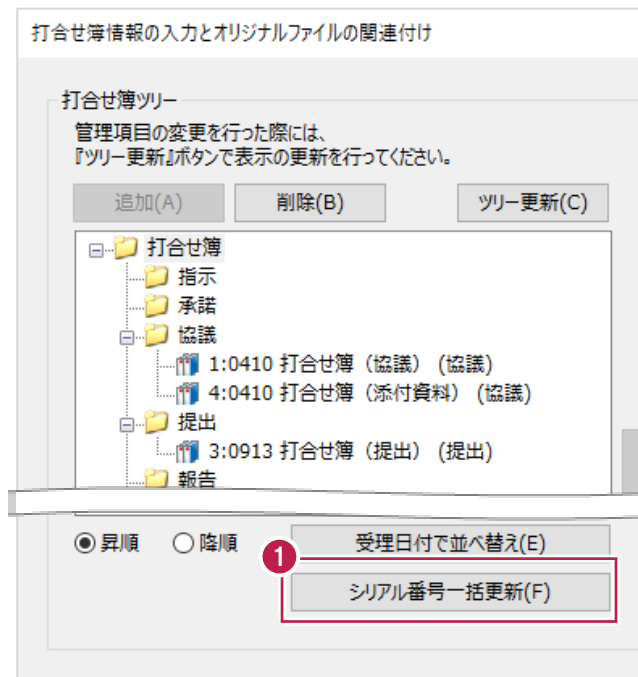 打合せ簿情報の入力とオリジナルファイルの関連付け
打合せ簿ツリー
管理項目の変更を行った際には、
『ツリー更新』ボタンで表示の更新を行ってください。
追加(A) 削除(B) ツリー更新(C)
打合せ簿
指示
承諾
協議
1:0410 打合せ簿（協議） (協議)
4:0410 打合せ簿（添付資料） (協議)
提出
3:0913 打合せ簿（提出） (提出)
報告
昇順 降順 受理日付で並べ替え(E)
1 シリアル番号一括更新(F)